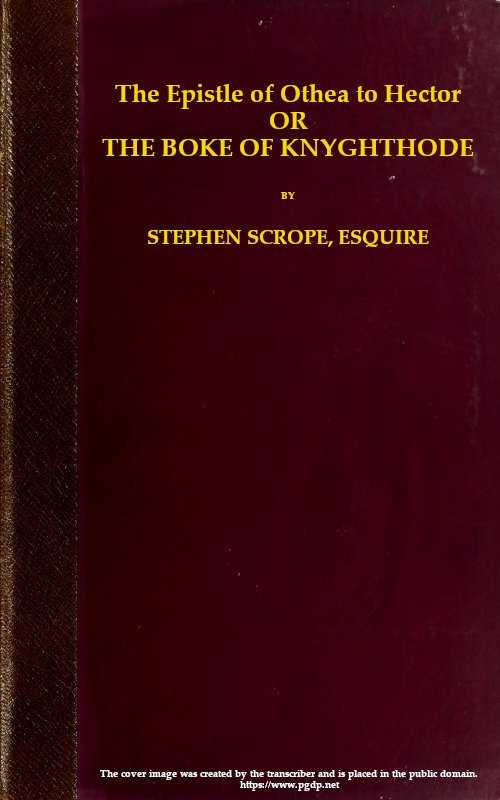 The Epistle of Othea to Hector
OR
THE BOKE OF KNYGHTHODE
BY
STEPHEN SCROPE, ESQUIRE
The cover image was created by the transcriber and is placed in the public domain.
https://www.pgdp.net